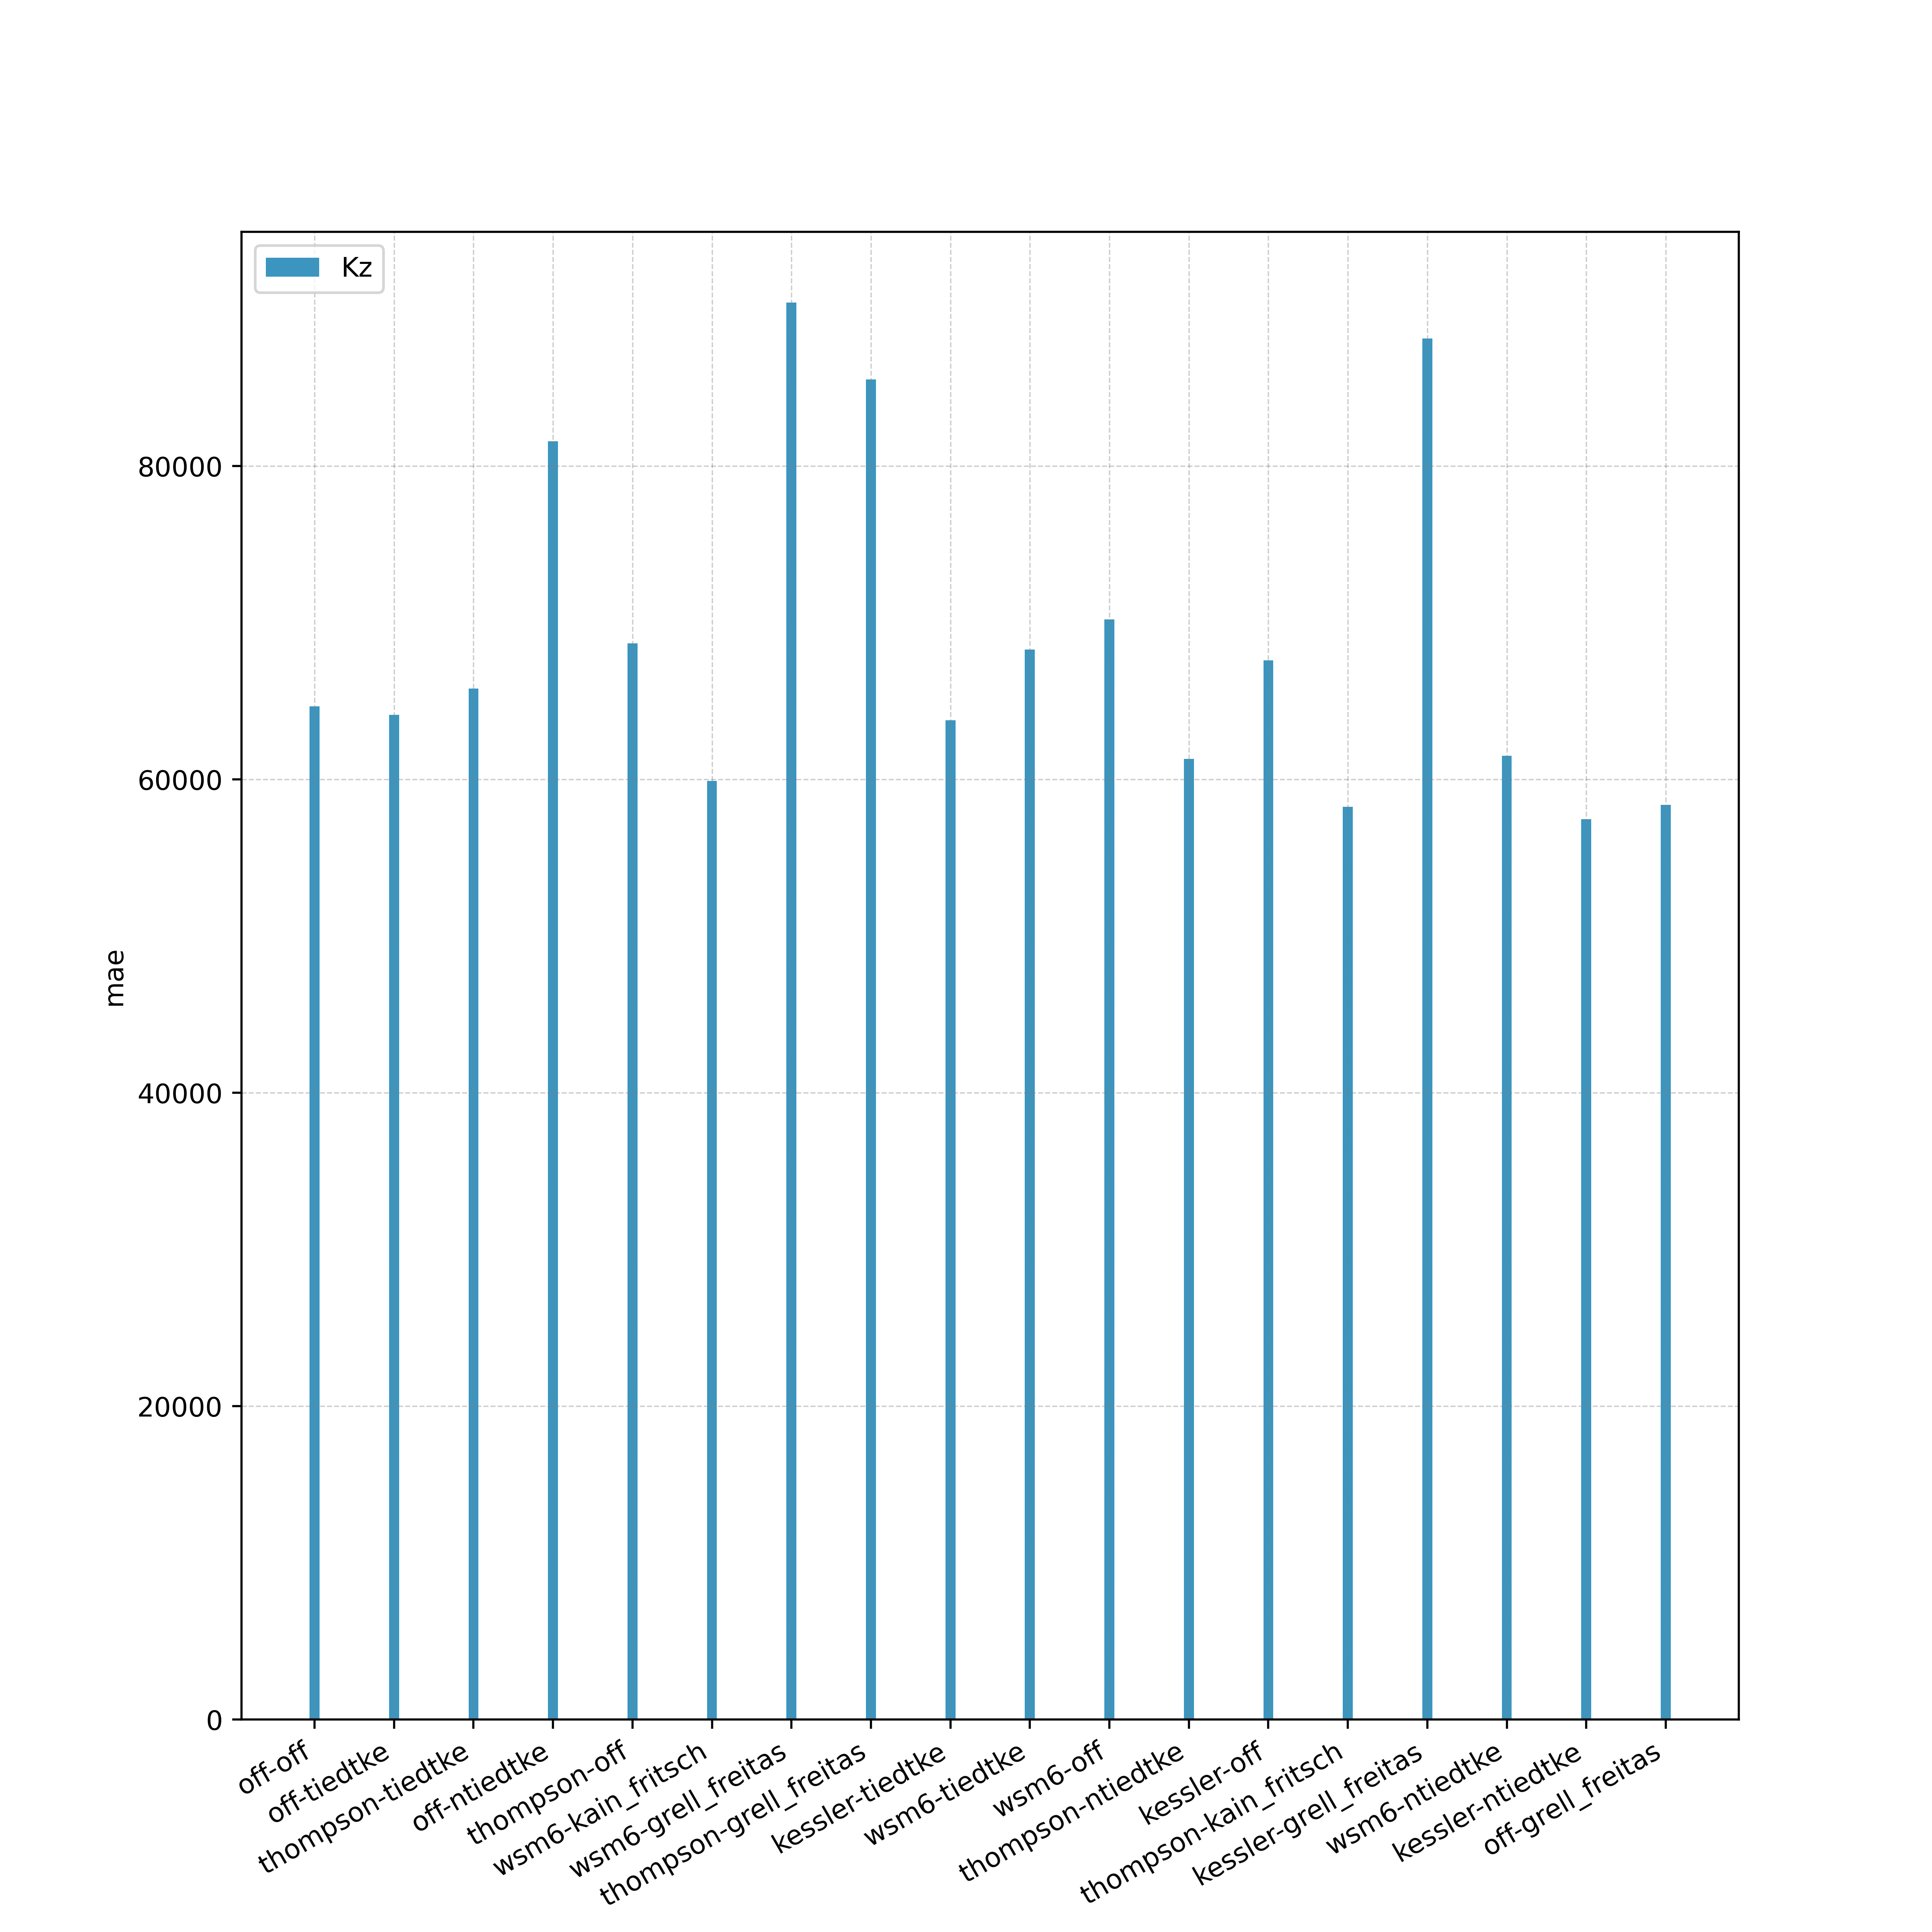 Kz
80000
60000
mae
40000
20000
0
off-off
off-tiedtke
thompson-tiedtke
off-ntiedtke
thompson-off
wsm6-kain_fritsch
wsm6-grell_freitas
thompson-grell_freitas
kessler-tiedtke
wsm6-tiedtke
wsm6-off
thompson-ntiedtke
kessler-off
thompson-kain_fritsch
kessler-grell_freitas
wsm6-ntiedtke
kessler-ntiedtke
off-grell_freitas